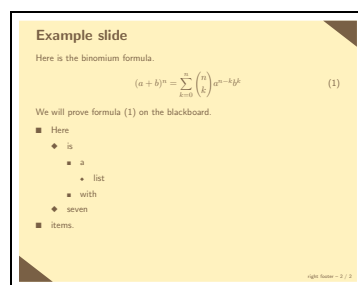 Example slide
Here is the binomium formula.
(a + b)^n = \sum_{k=0}^{n} \binom{n}{k} a^{n-k} b^k (1)
We will prove formula (1) on the blackboard.
■ Here
◆ is
■ a
• list
■ with
◆ seven
■ items.
right footer – 2 / 3